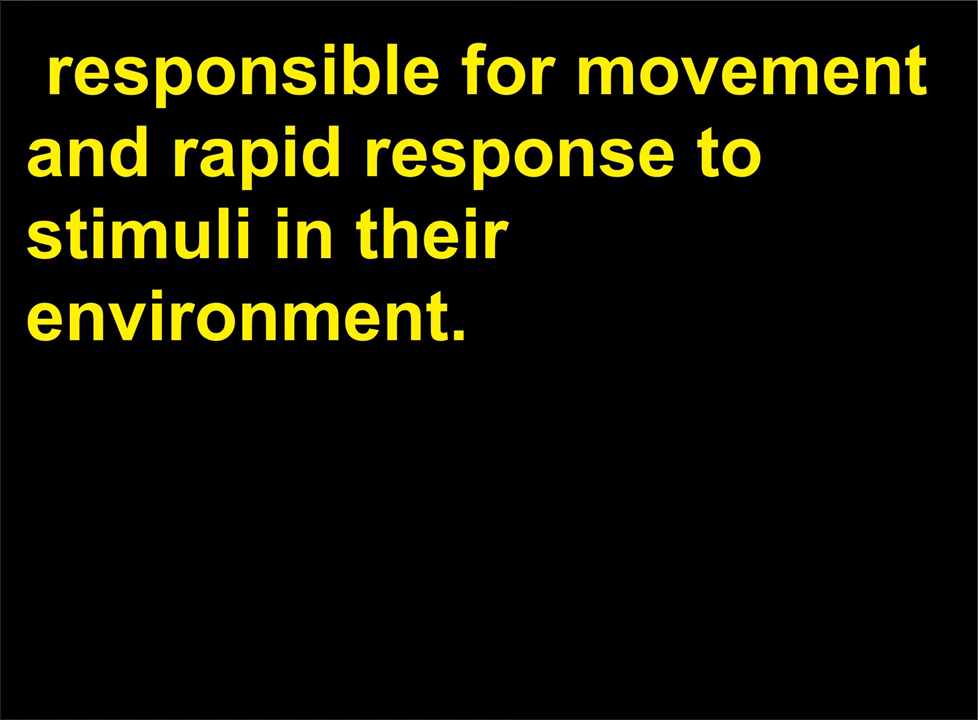 responsible for movement
and rapid response to
stimuli in their
environment.